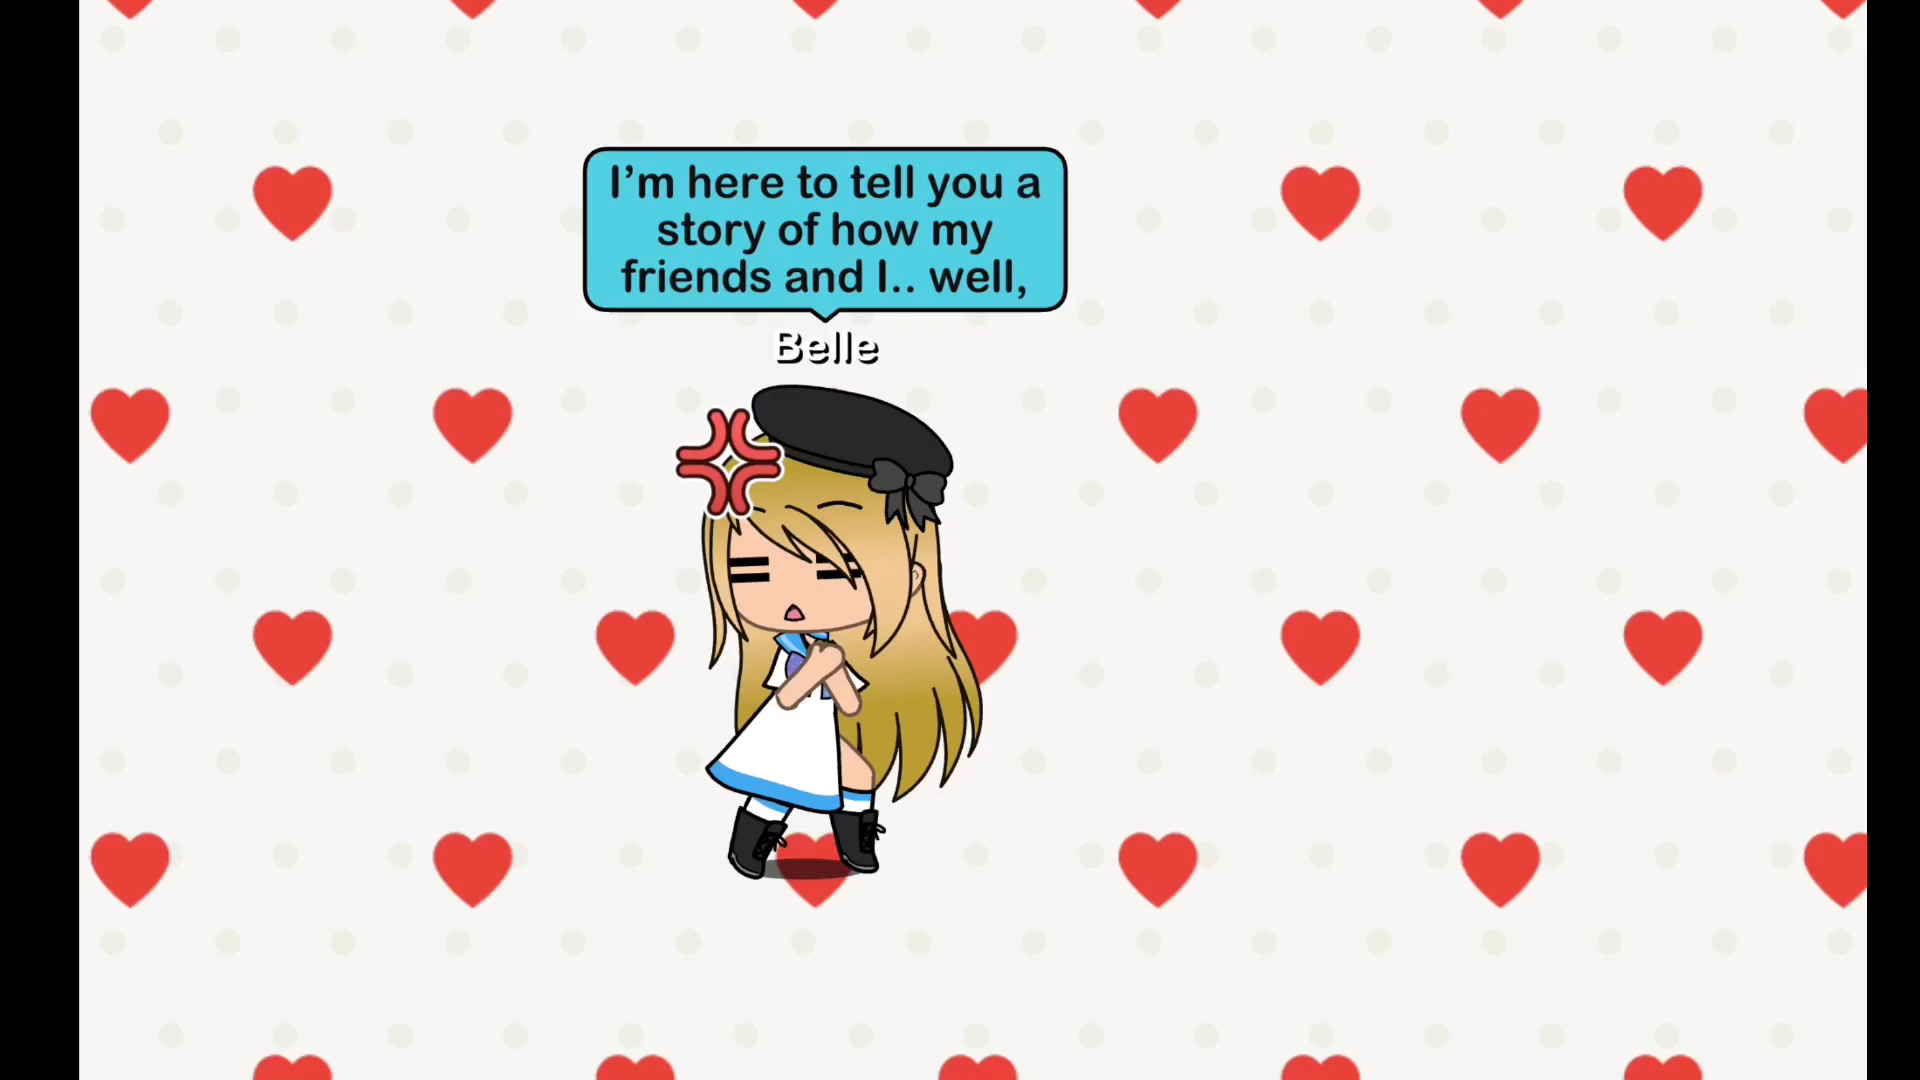 I’m here to tell you a
story of how my
friends and I.. well,
Belle